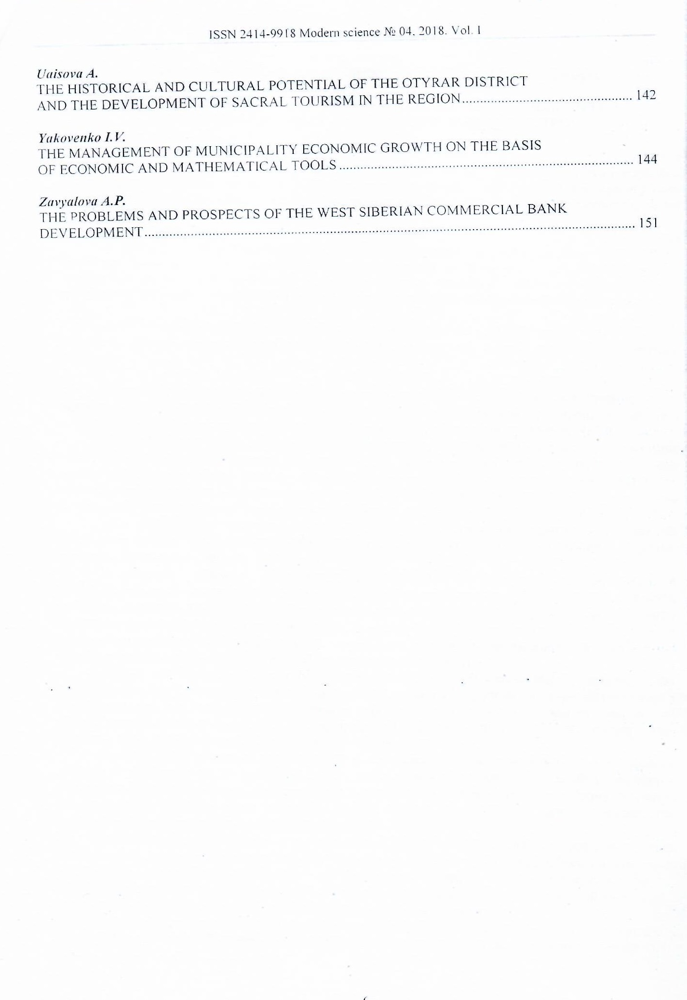 ISSN 2414-9918 Modern science № 04. 2018. Vol. I
Uaisova A.
THE HISTORICAL AND CULTURAL POTENTIAL OF THE OTYRAR DISTRICT
AND THE DEVELOPMENT OF SACRAL TOURISM IN THE REGION............................................ 142
Yakovenko I.V.
THE MANAGEMENT OF MUNICIPALITY ECONOMIC GROWTH ON THE BASIS
OF ECONOMIC AND MATHEMATICAL TOOLS............................................................................ 144
Zavyalova A.P.
THE PROBLEMS AND PROSPECTS OF THE WEST SIBERIAN COMMERCIAL BANK
DEVELOPMENT............................................................................................................................... 151